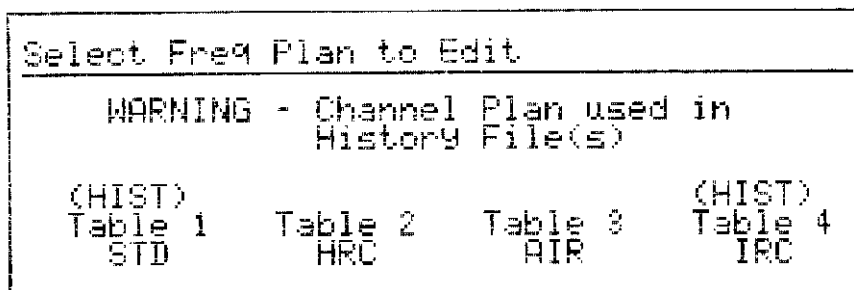 Select Freq Plan to Edit
WARNING - Channel Plan used in
History File(s)
(HIST) (HIST)
Table 1 Table 2 Table 3 Table 4
STD HRC AIR IRC